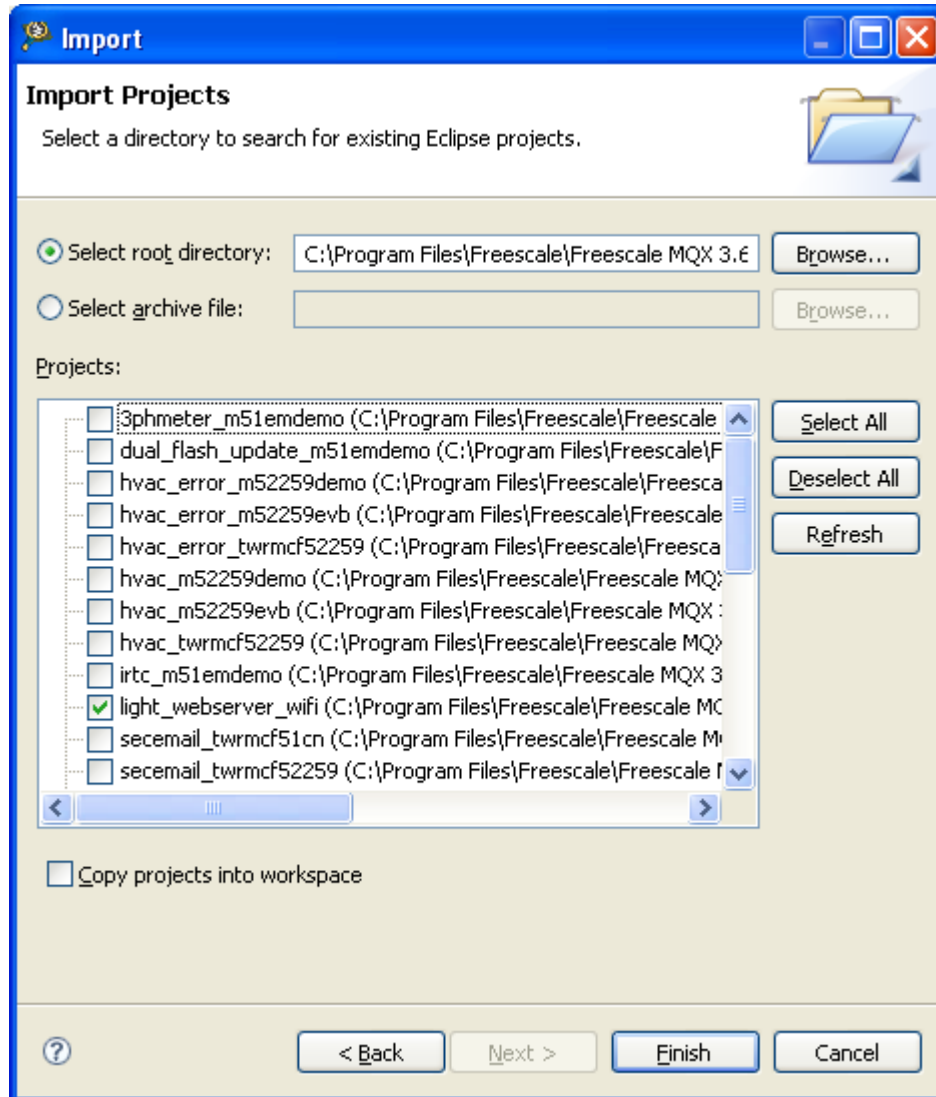 Import
Import Projects
Select a directory to search for existing Eclipse projects.
Select root directory: C:\Program Files\Freescale\Freescale MQX 3.6 Browse...
Select archive file: Browse...
Projects:
3phmeter_m51emdemo (C:\Program Files\Freescale\Freescale
dual_flash_update_m51emdemo (C:\Program Files\Freescale\F
hvac_error_m52259demo (C:\Program Files\Freescale\Freesca
hvac_error_m52259evb (C:\Program Files\Freescale\Freescale
hvac_error_twrmcf52259 (C:\Program Files\Freescale\Freesca
hvac_m52259demo (C:\Program Files\Freescale\Freescale MQX
hvac_m52259evb (C:\Program Files\Freescale\Freescale MQX
hvac_twrmcf52259 (C:\Program Files\Freescale\Freescale MQX
irtc_m51emdemo (C:\Program Files\Freescale\Freescale MQX 3
light_webserver_wifi (C:\Program Files\Freescale\Freescale MQ
secemail_twrmcf51cn (C:\Program Files\Freescale\Freescale M
secemail_twrmcf52259 (C:\Program Files\Freescale\Freescale
Select All
Deselect All
Refresh
Copy projects into workspace
? < Back Next > Finish Cancel